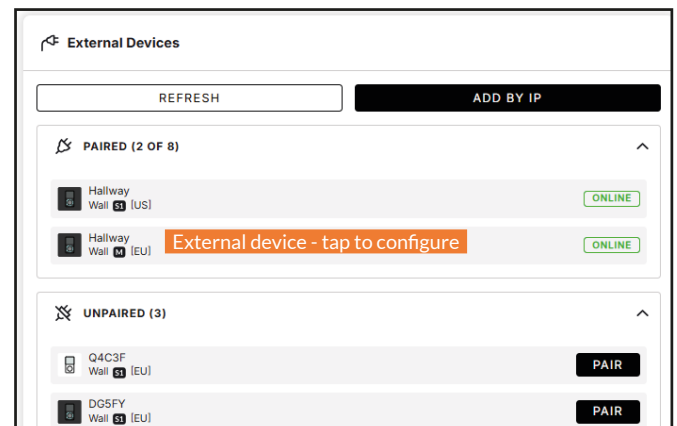 External Devices
REFRESH
ADD BY IP
PAIRED (2 OF 8)
Hallway
Wall S1 [US]
ONLINE
Hallway
Wall M [EU]
External device - tap to configure
ONLINE
UNPAIRED (3)
Q4C3F
Wall S1 [EU]
PAIR
DG5FY
Wall S1 [EU]
PAIR